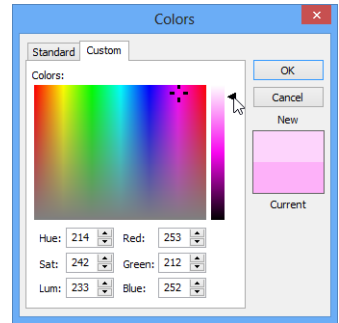 Colors
Standard Custom
Colors:
OK
Cancel
New
Current
Hue: 214 Red: 253
Sat: 242 Green: 212
Lum: 233 Blue: 252